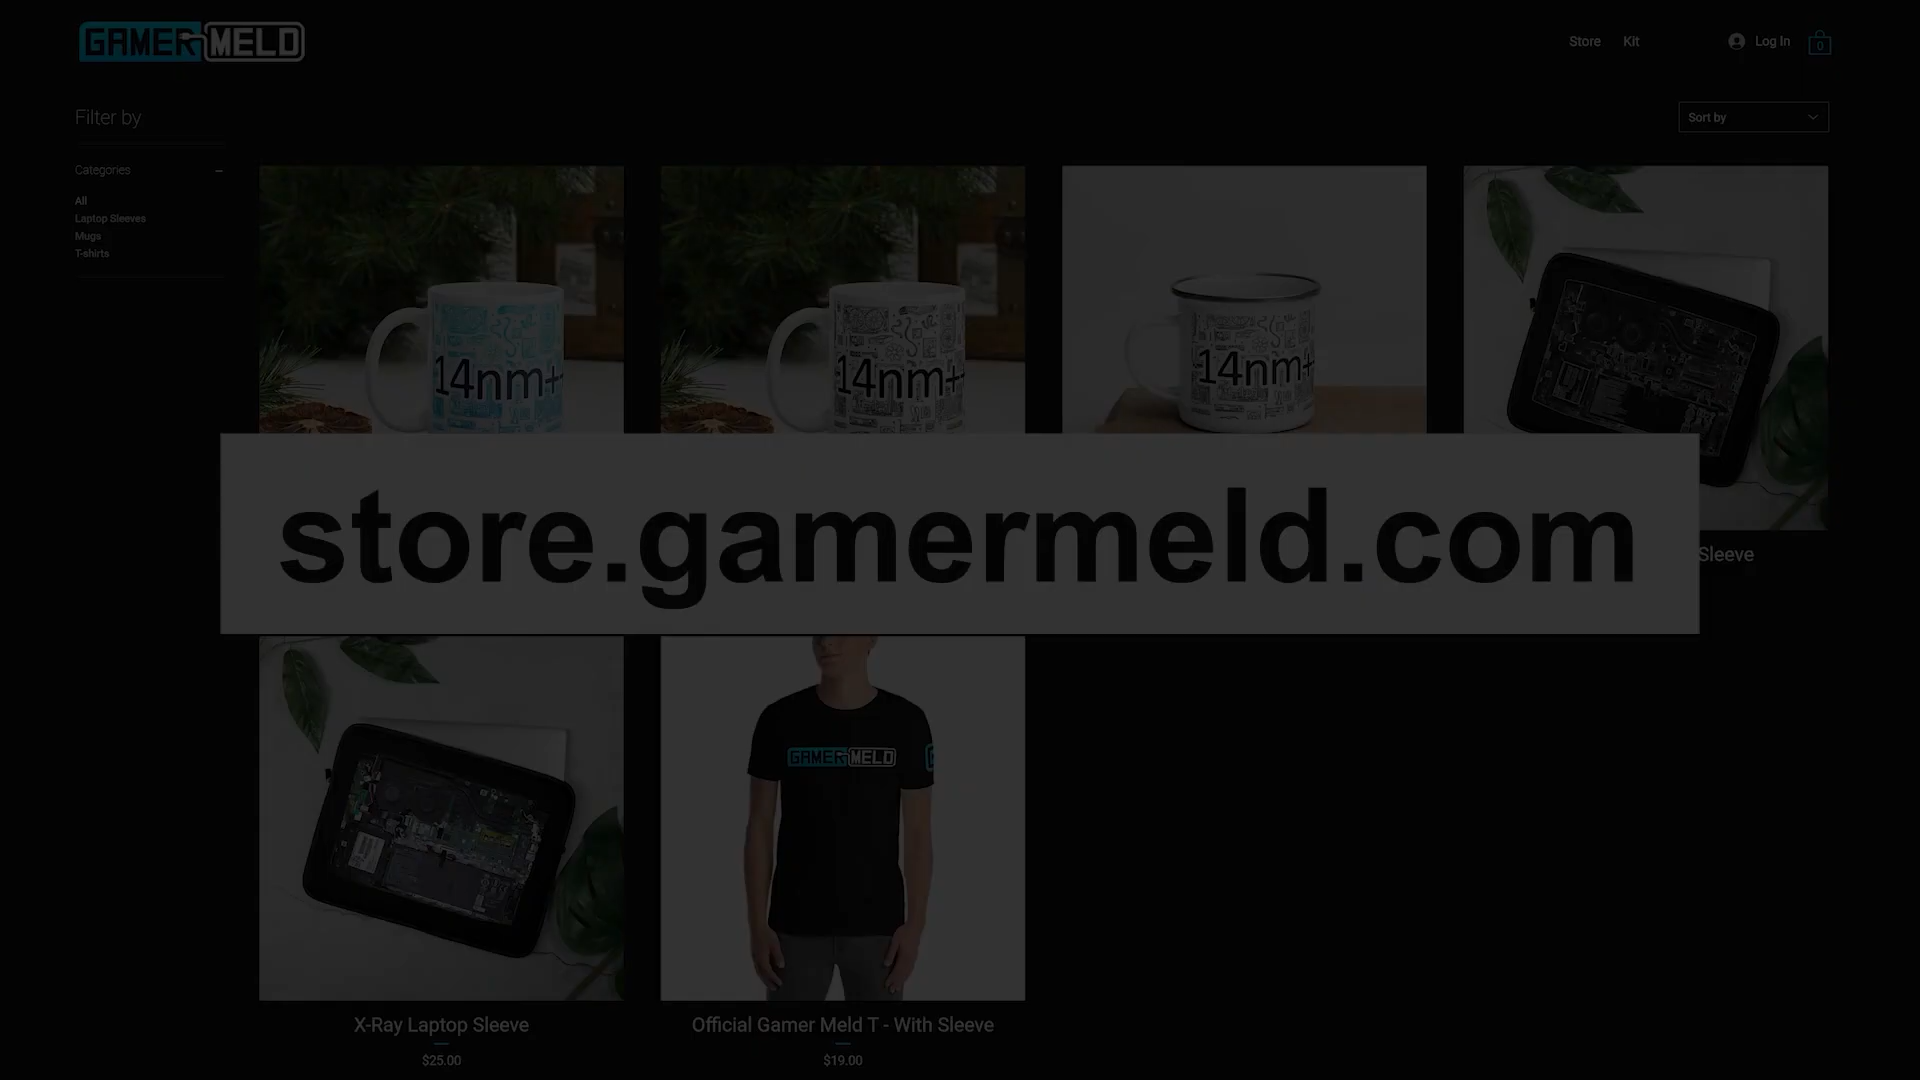 GAMER MELD
Store Kit Log In 0
Filter by
Sort by
Categories
All
Laptop Sleeves
Mugs
T-shirts
14nm+
14nm+
14nm+
store.gamermeld.com
Sleeve
GAMER MELD
X-Ray Laptop Sleeve
$25.00
Official Gamer Meld T - With Sleeve
$19.00